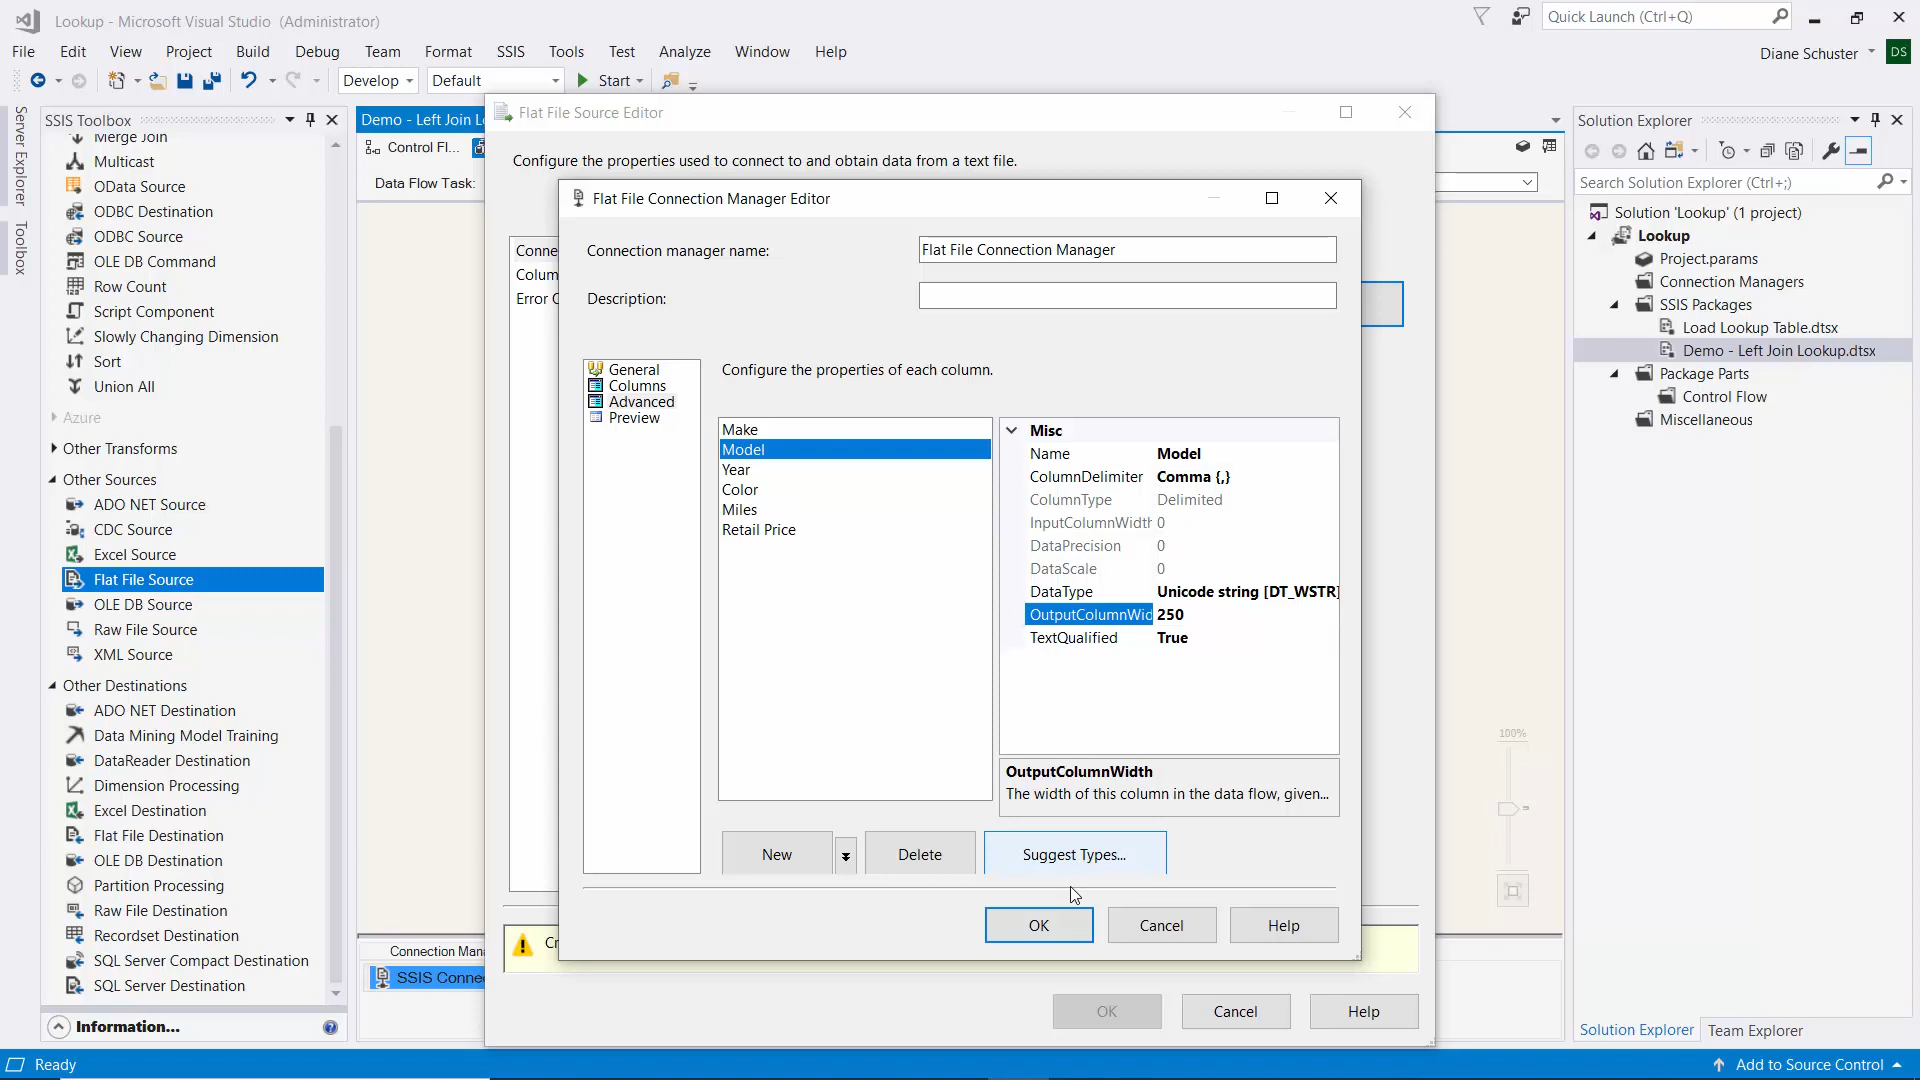 Lookup - Microsoft Visual Studio (Administrator)
Quick Launch (Ctrl+Q)
File Edit View Project Build Debug Team Format SSIS Tools Test Analyze Window Help
Diane Schuster
DS
Develop
Default
Start
Server Explorer
Toolbox
SSIS Toolbox
Merge Join
Multicast
OData Source
ODBC Destination
ODBC Source
OLE DB Command
Row Count
Script Component
Slowly Changing Dimension
Sort
Union All
Azure
Other Transforms
Other Sources
ADO NET Source
CDC Source
Excel Source
Flat File Source
OLE DB Source
Raw File Source
XML Source
Other Destinations
ADO NET Destination
Data Mining Model Training
DataReader Destination
Dimension Processing
Excel Destination
Flat File Destination
OLE DB Destination
Partition Processing
Raw File Destination
Recordset Destination
SQL Server Compact Destination
SQL Server Destination
Information...
Demo - Left Join L
Control Fl...
Data Flow Task:
Connection Man
SSIS Conne
100%
Flat File Source Editor
Configure the properties used to connect to and obtain data from a text file.
Conne
Colum
Error C
OK Cancel Help
Flat File Connection Manager Editor
Connection manager name: Flat File Connection Manager
Description:
General
Columns
Advanced
Preview
Configure the properties of each column.
Make
Model
Year
Color
Miles
Retail Price
Misc
Name Model
ColumnDelimiter Comma {,}
ColumnType Delimited
InputColumnWidth 0
DataPrecision 0
DataScale 0
DataType Unicode string [DT_WSTR]
OutputColumnWid 250
TextQualified True
OutputColumnWidth
The width of this column in the data flow, given...
New Delete Suggest Types...
OK Cancel Help
Solution Explorer
Search Solution Explorer (Ctrl+;)
Solution 'Lookup' (1 project)
Lookup
Project.params
Connection Managers
SSIS Packages
Load Lookup Table.dtsx
Demo - Left Join Lookup.dtsx
Package Parts
Control Flow
Miscellaneous
Solution Explorer Team Explorer
Ready
Add to Source Control